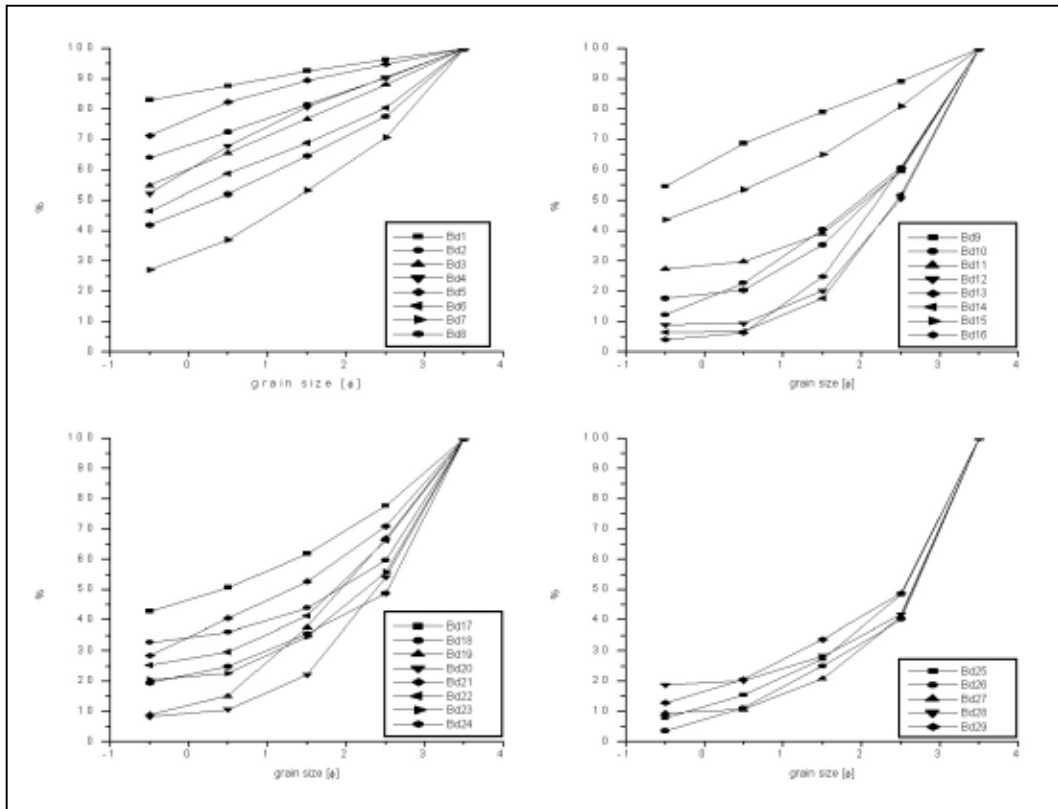 100
90
80
70
60
50
40
30
20
10
0
%
-1 0 1 2 3 4
grain size [ϕ]
Bd1
Bd2
Bd3
Bd4
Bd5
Bd6
Bd7
Bd8
100
90
80
70
60
50
40
30
20
10
0
%
-1 0 1 2 3 4
grain size [ϕ]
Bd9
Bd10
Bd11
Bd12
Bd13
Bd14
Bd15
Bd16
100
90
80
70
60
50
40
30
20
10
0
%
-1 0 1 2 3 4
grain size [ϕ]
Bd17
Bd18
Bd19
Bd20
Bd21
Bd22
Bd23
Bd24
100
90
80
70
60
50
40
30
20
10
0
%
-1 0 1 2 3 4
grain size [ϕ]
Bd25
Bd26
Bd27
Bd28
Bd29